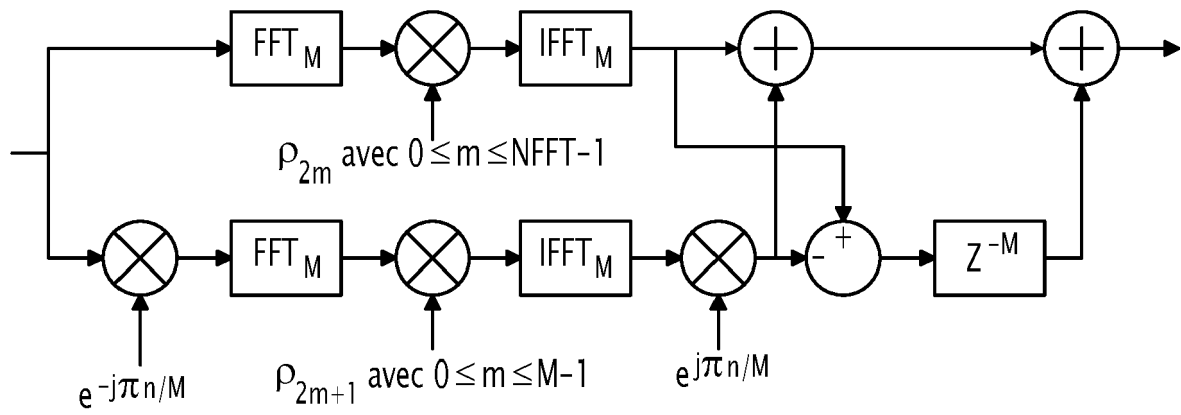 FFT_M
IFFT_M
ρ_2m avec 0≤m≤NFFT-1
FFT_M
IFFT_M
+
-
Z^-M
e^-jπn/M
ρ_2m+1 avec 0≤m≤M-1
e^jπn/M